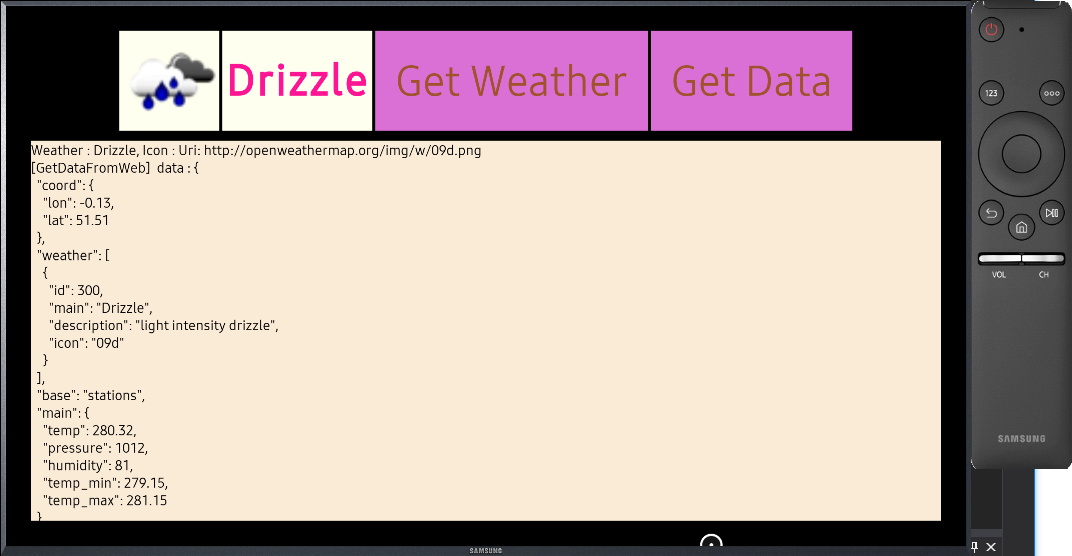 Drizzle
Get Weather
Get Data
Weather : Drizzle, Icon : Uri: http://openweathermap.org/img/w/09d.png
[GetDataFromWeb]  data : {
  "coord": {
    "lon": -0.13,
    "lat": 51.51
  },
  "weather": [
    {
      "id": 300,
      "main": "Drizzle",
      "description": "light intensity drizzle",
      "icon": "09d"
    }
  ],
  "base": "stations",
  "main": {
    "temp": 280.32,
    "pressure": 1012,
    "humidity": 81,
    "temp_min": 279.15,
    "temp_max": 281.15
  }
SAMSUNG
123
VOL
CH
SAMSUNG